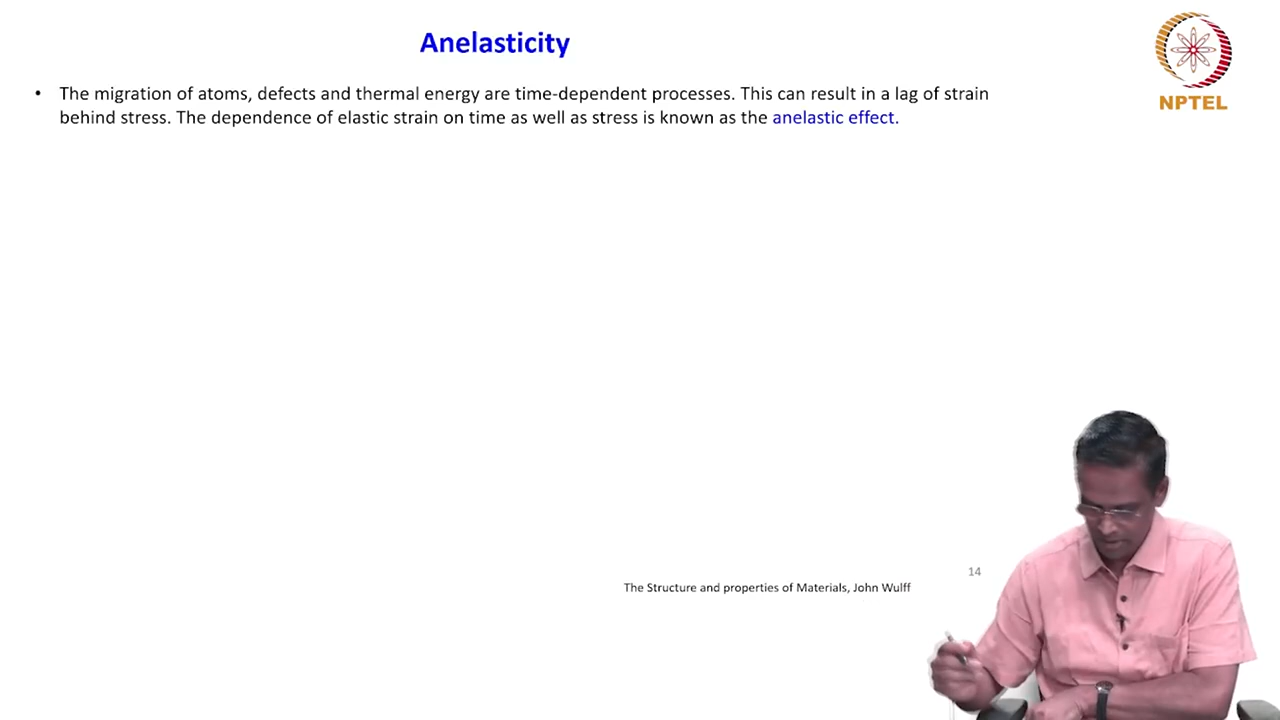 Anelasticity
NPTEL
• The migration of atoms, defects and thermal energy are time-dependent processes. This can result in a lag of strain
behind stress. The dependence of elastic strain on time as well as stress is known as the anelastic effect.
14
The Structure and properties of Materials, John Wulff